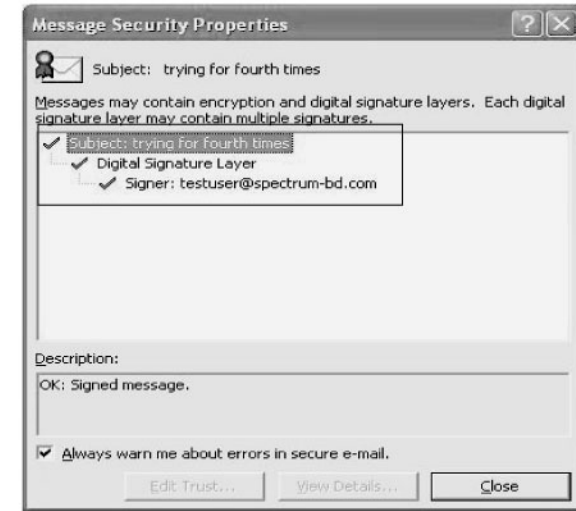 Message Security Properties
Subject: trying for fourth times
Messages may contain encryption and digital signature layers. Each digital
signature layer may contain multiple signatures.
Subject: trying for fourth times
Digital Signature Layer
Signer: testuser@spectrum-bd.com
Description:
OK: Signed message.
Always warn me about errors in secure e-mail.
Edit Trust...
View Details...
Close